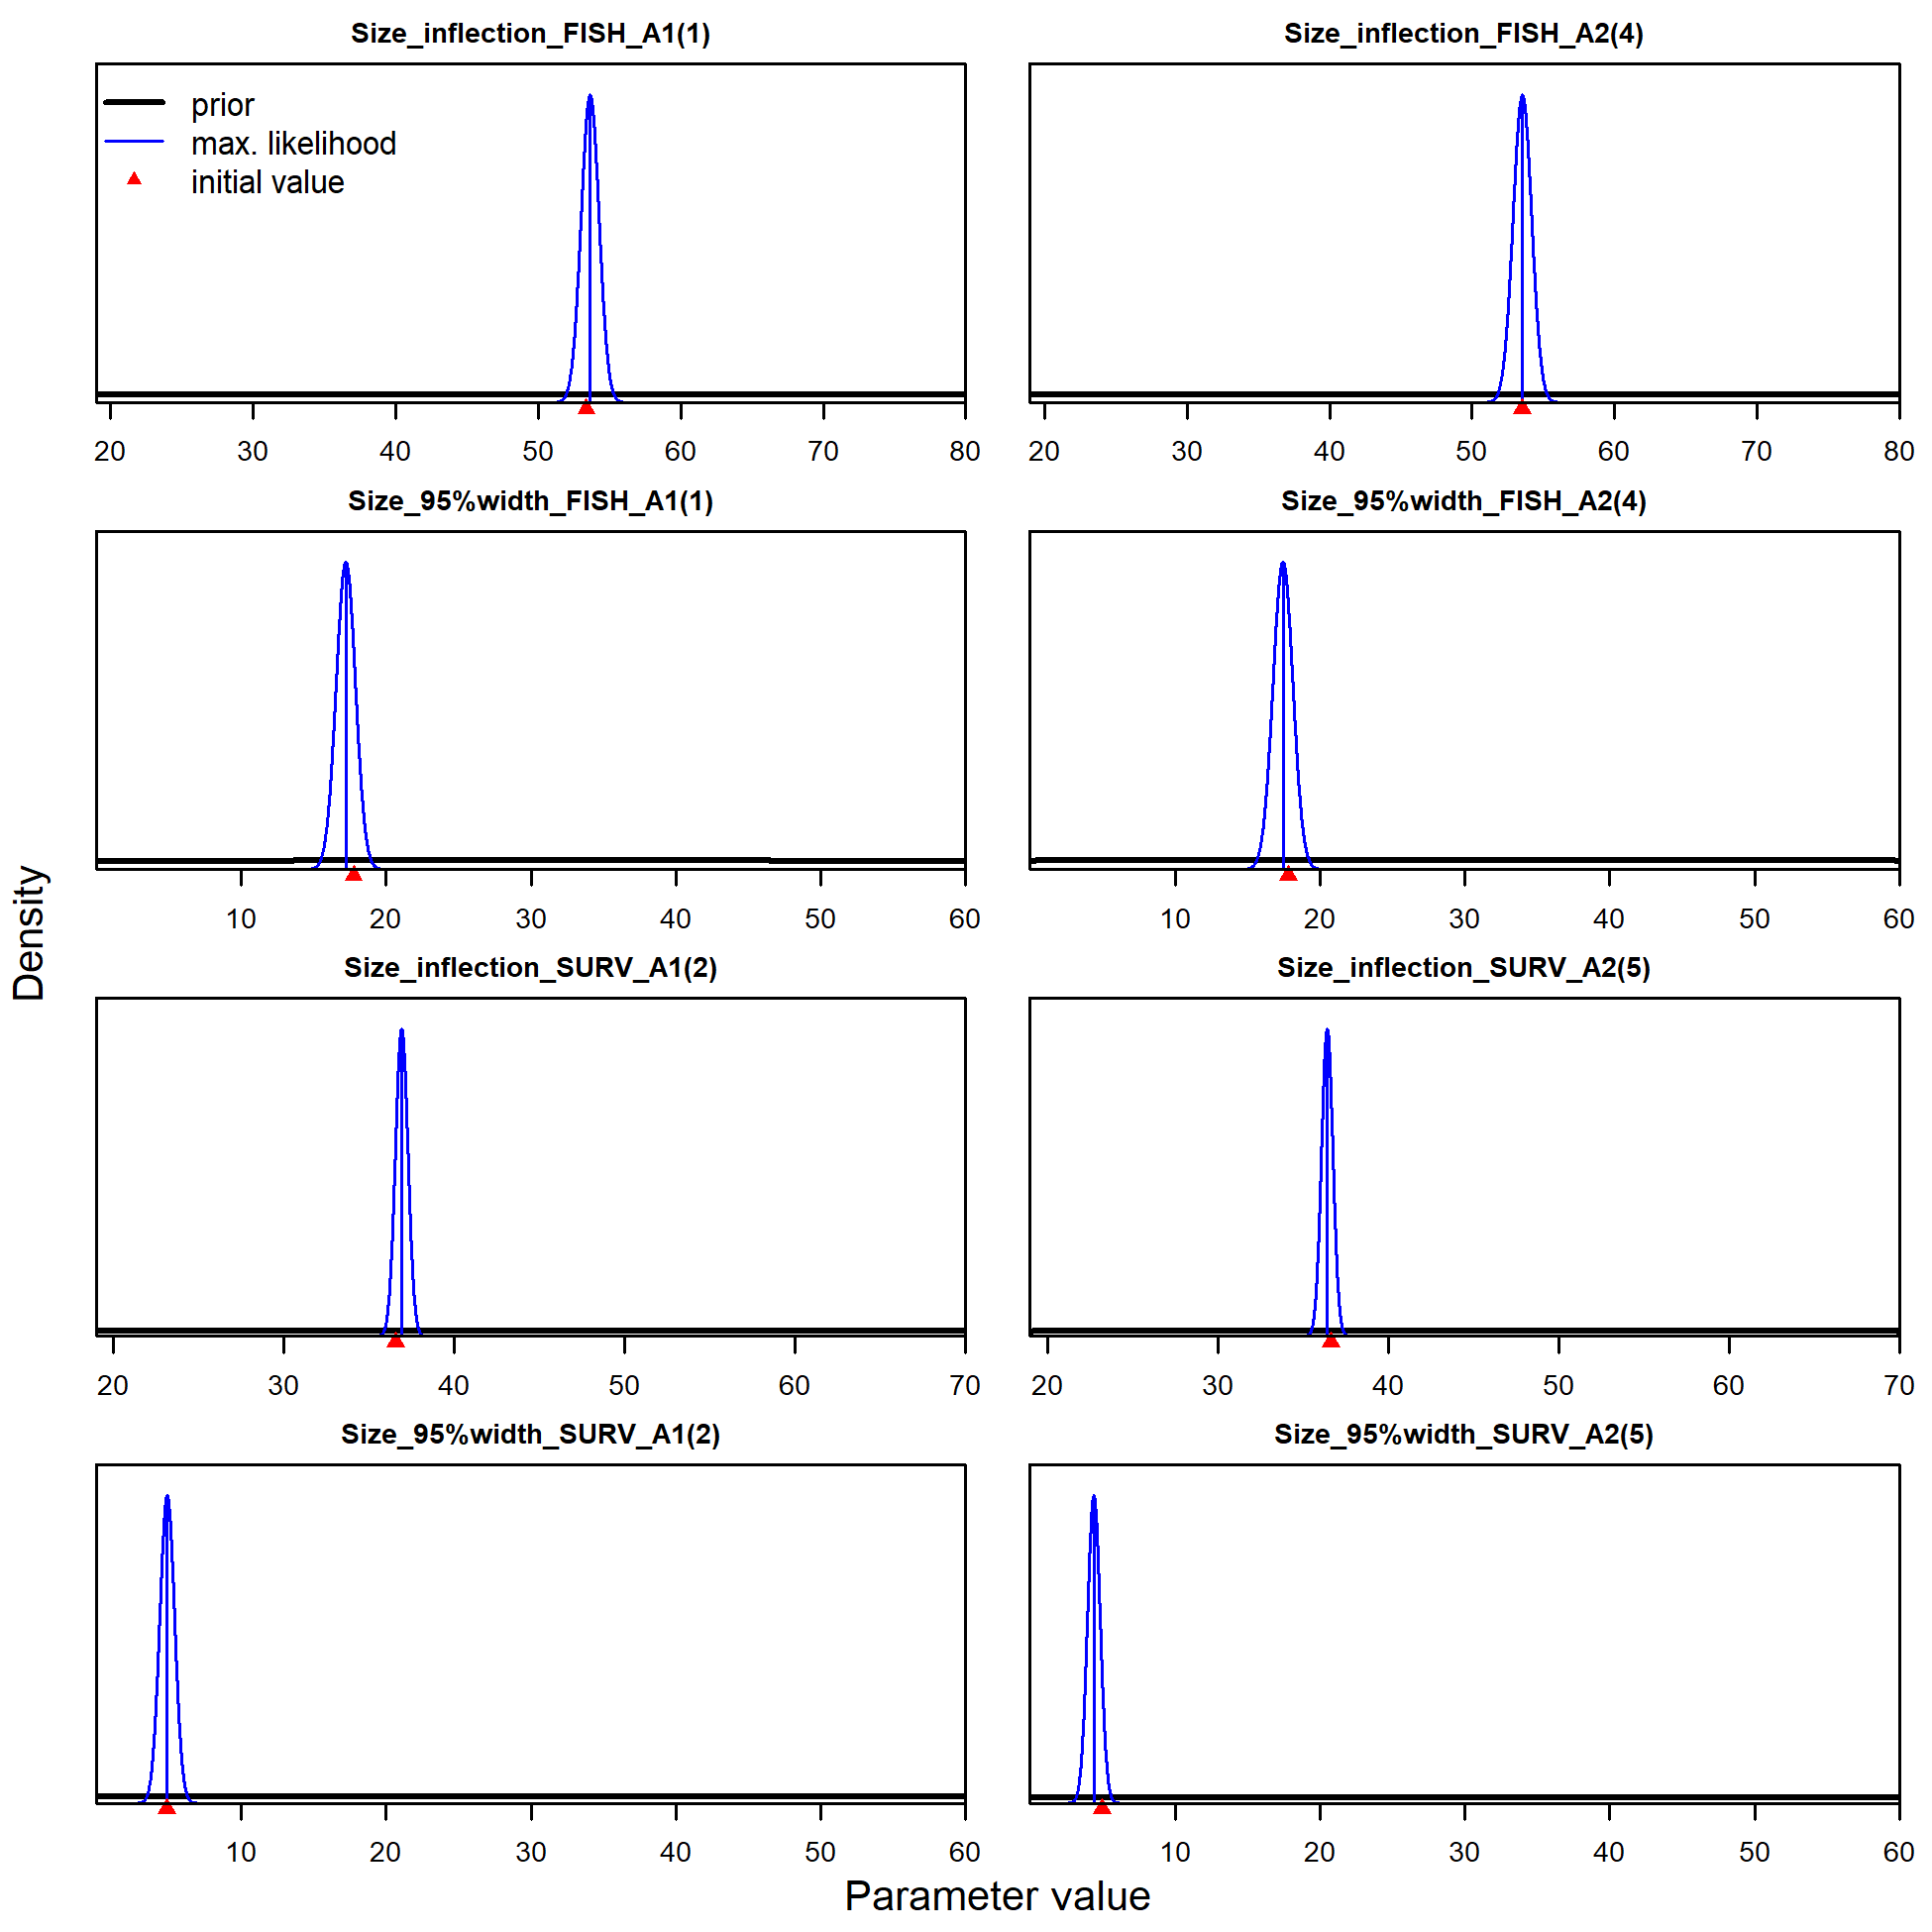 Size_inflection_FISH_A1(1)
Size_inflection_FISH_A2(4)
prior
max. likelihood
initial value
20 30 40 50 60 70 80
20 30 40 50 60 70 80
Size_95%width_FISH_A1(1)
Size_95%width_FISH_A2(4)
10 20 30 40 50 60
10 20 30 40 50 60
Size_inflection_SURV_A1(2)
Size_inflection_SURV_A2(5)
20 30 40 50 60 70
20 30 40 50 60 70
Size_95%width_SURV_A1(2)
Size_95%width_SURV_A2(5)
10 20 30 40 50 60
10 20 30 40 50 60
Density
Parameter value